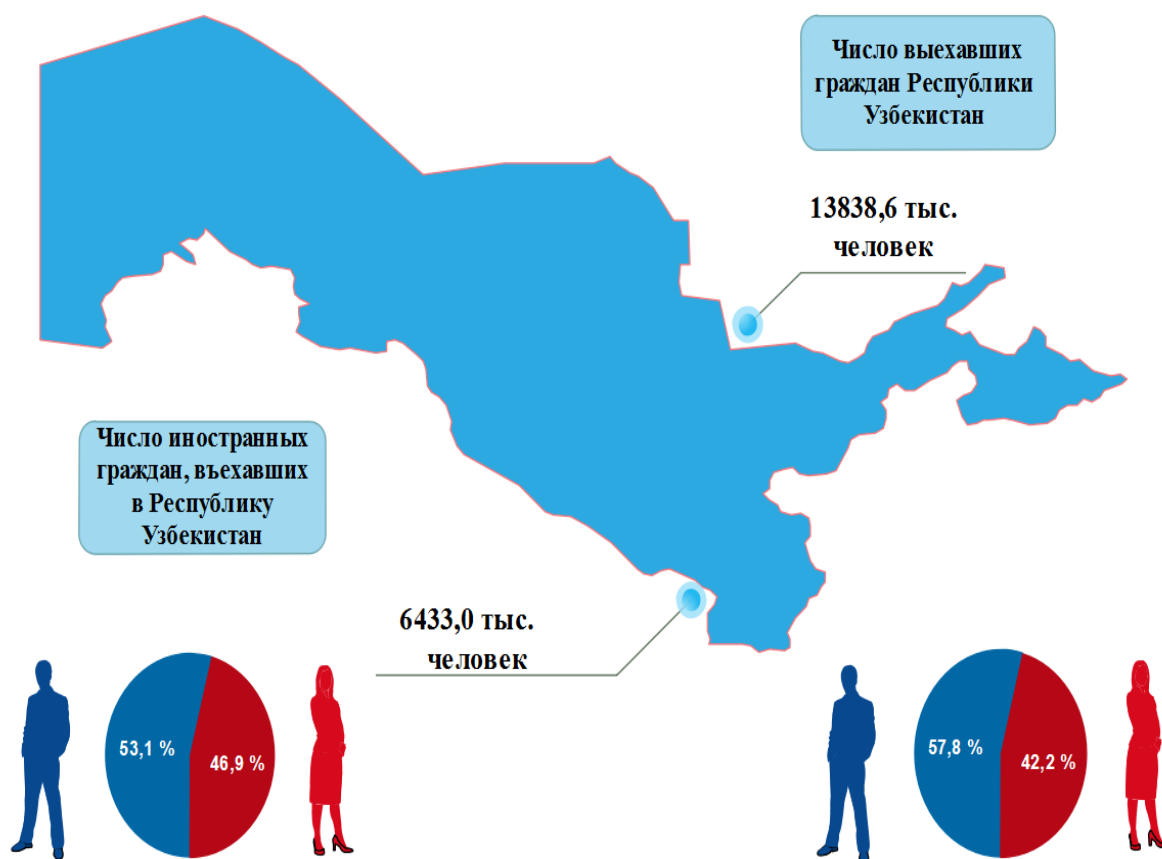 Число выехавших
граждан Республики
Узбекистан
13838,6 тыс.
человек
Число иностранных
граждан, въехавших
в Республику
Узбекистан
6433,0 тыс.
человек
53,1 %
46,9 %
57,8 %
42,2 %